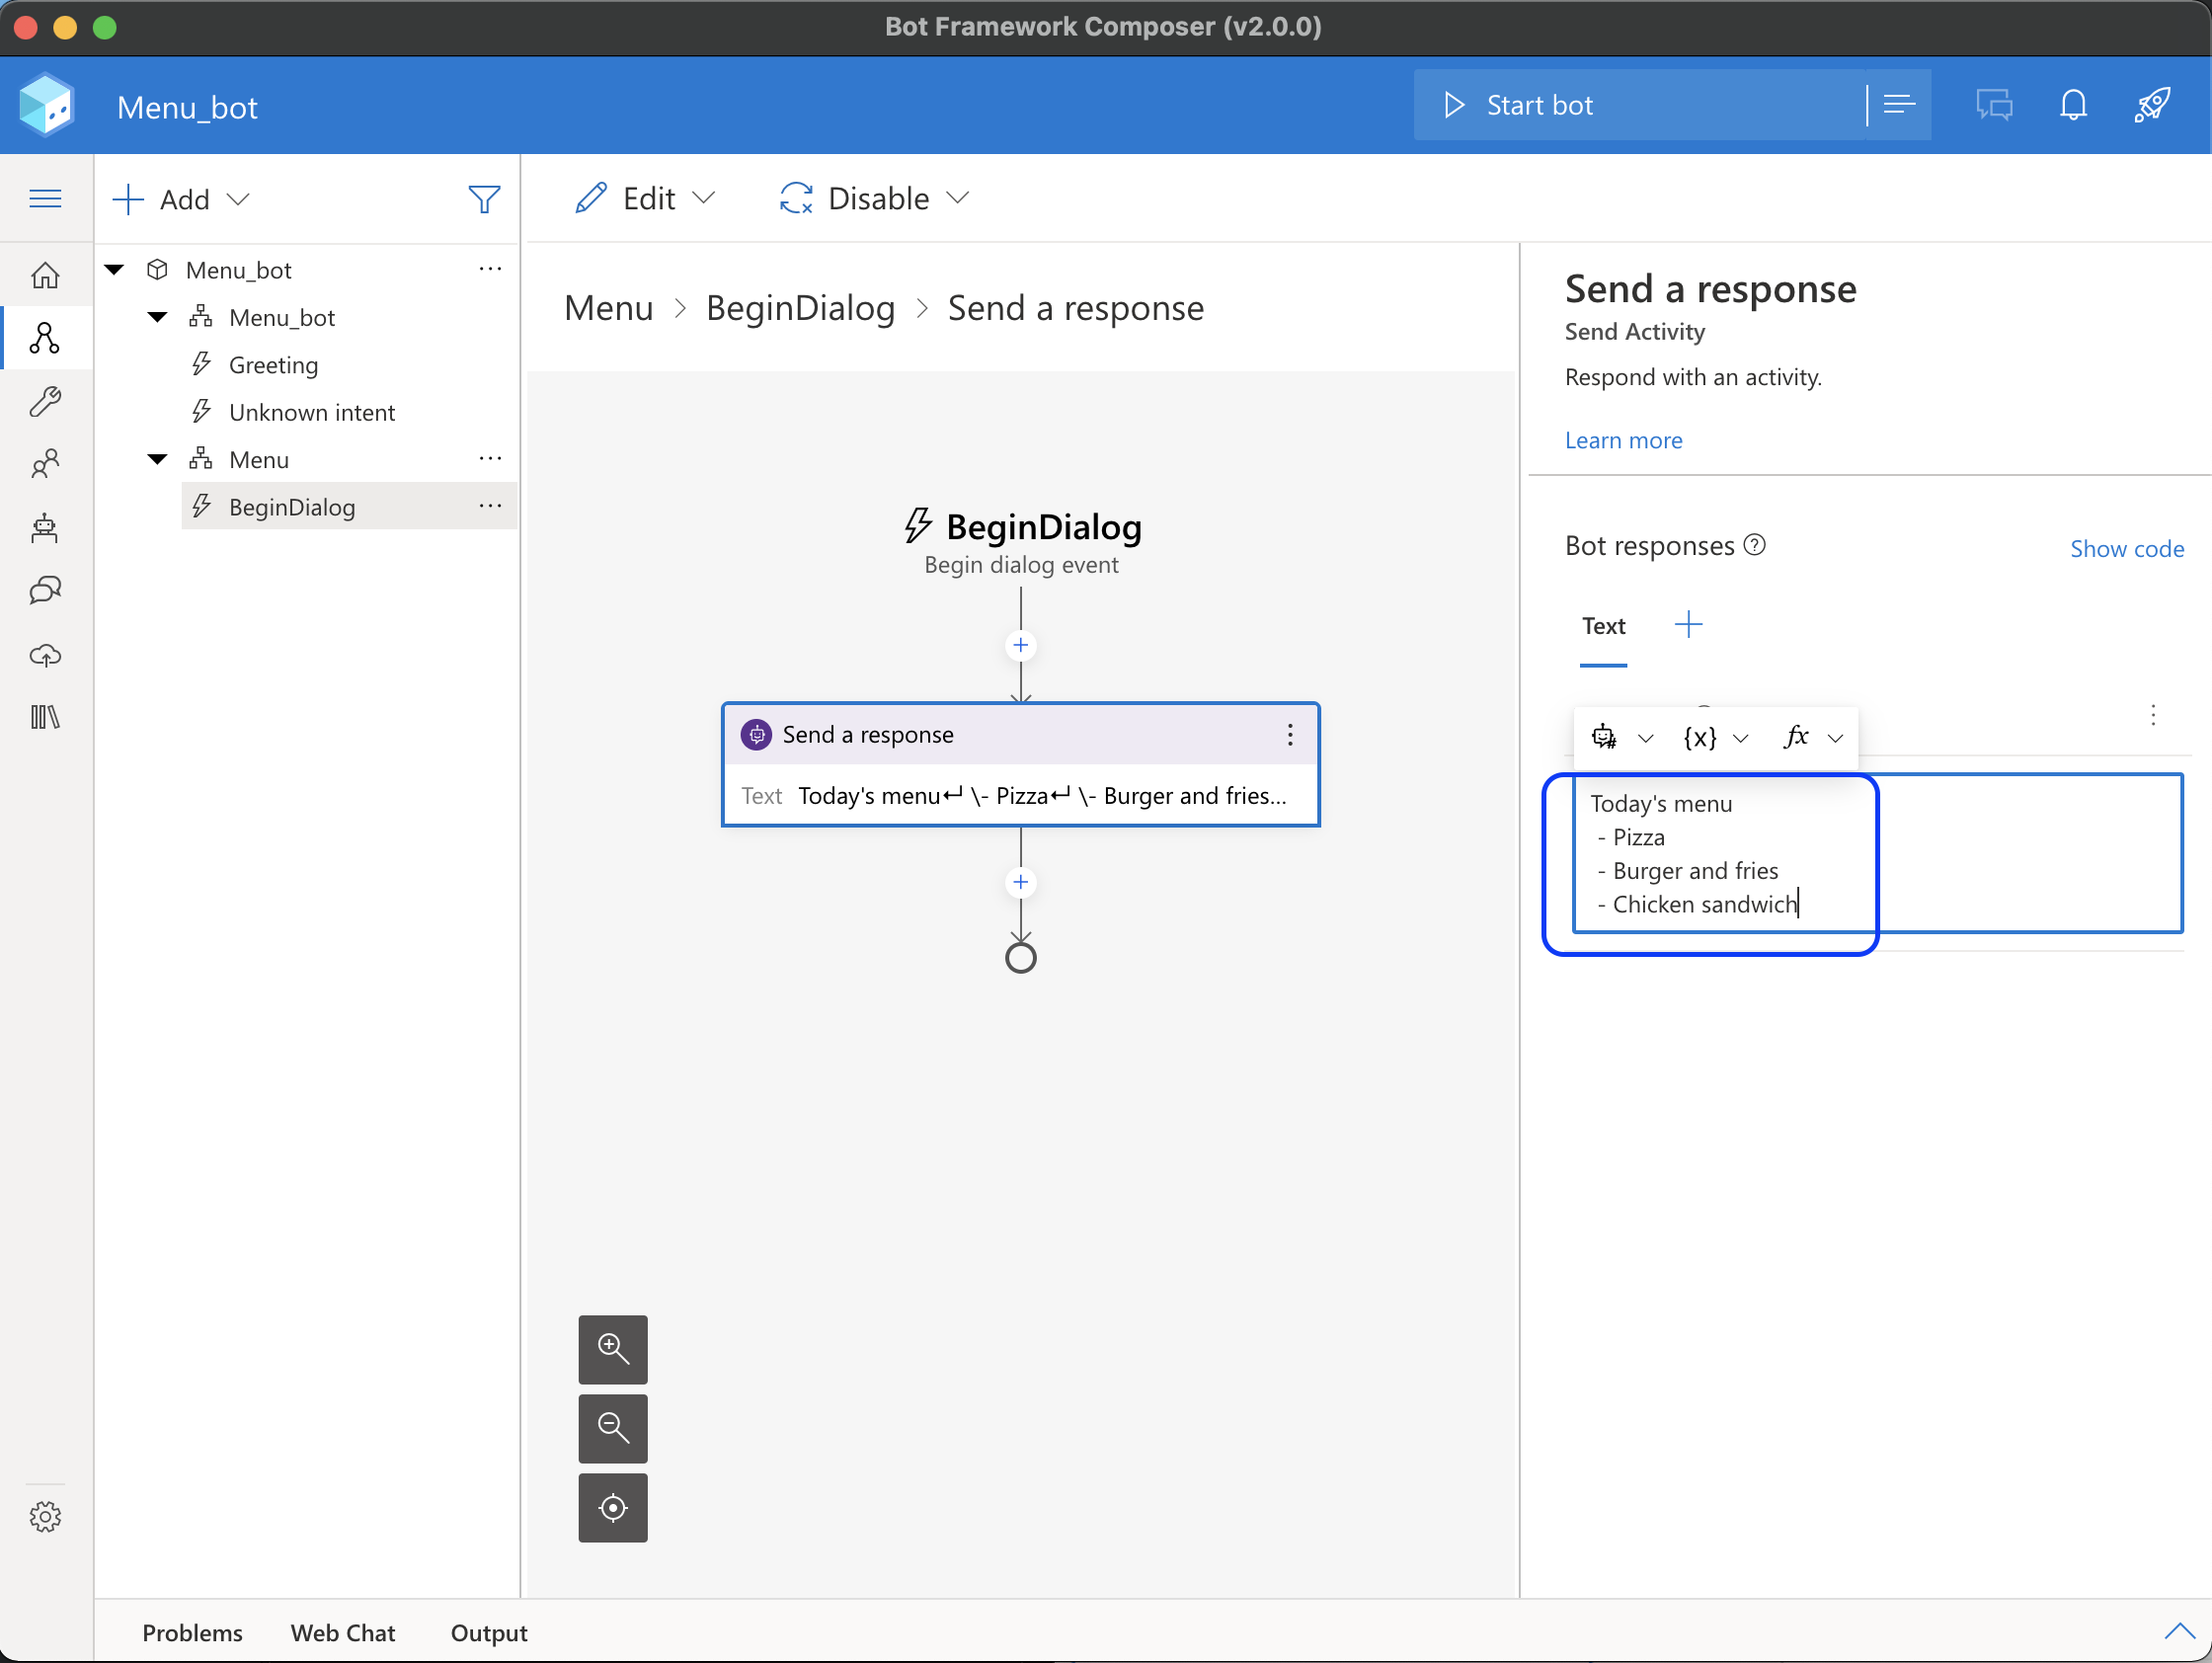 Bot Framework Composer (v2.0.0)
Menu_bot
Start bot
Add
Edit
Disable
Menu_bot
Menu_bot
Greeting
Unknown intent
Menu
BeginDialog
Menu > BeginDialog > Send a response
BeginDialog
Begin dialog event
Send a response
Text Today's menu↵ \- Pizza↵ \- Burger and fries...
Send a response
Send Activity
Respond with an activity.
Learn more
Bot responses
Show code
Text
{x}
fx
Today's menu
- Pizza
- Burger and fries
- Chicken sandwich
Problems
Web Chat
Output